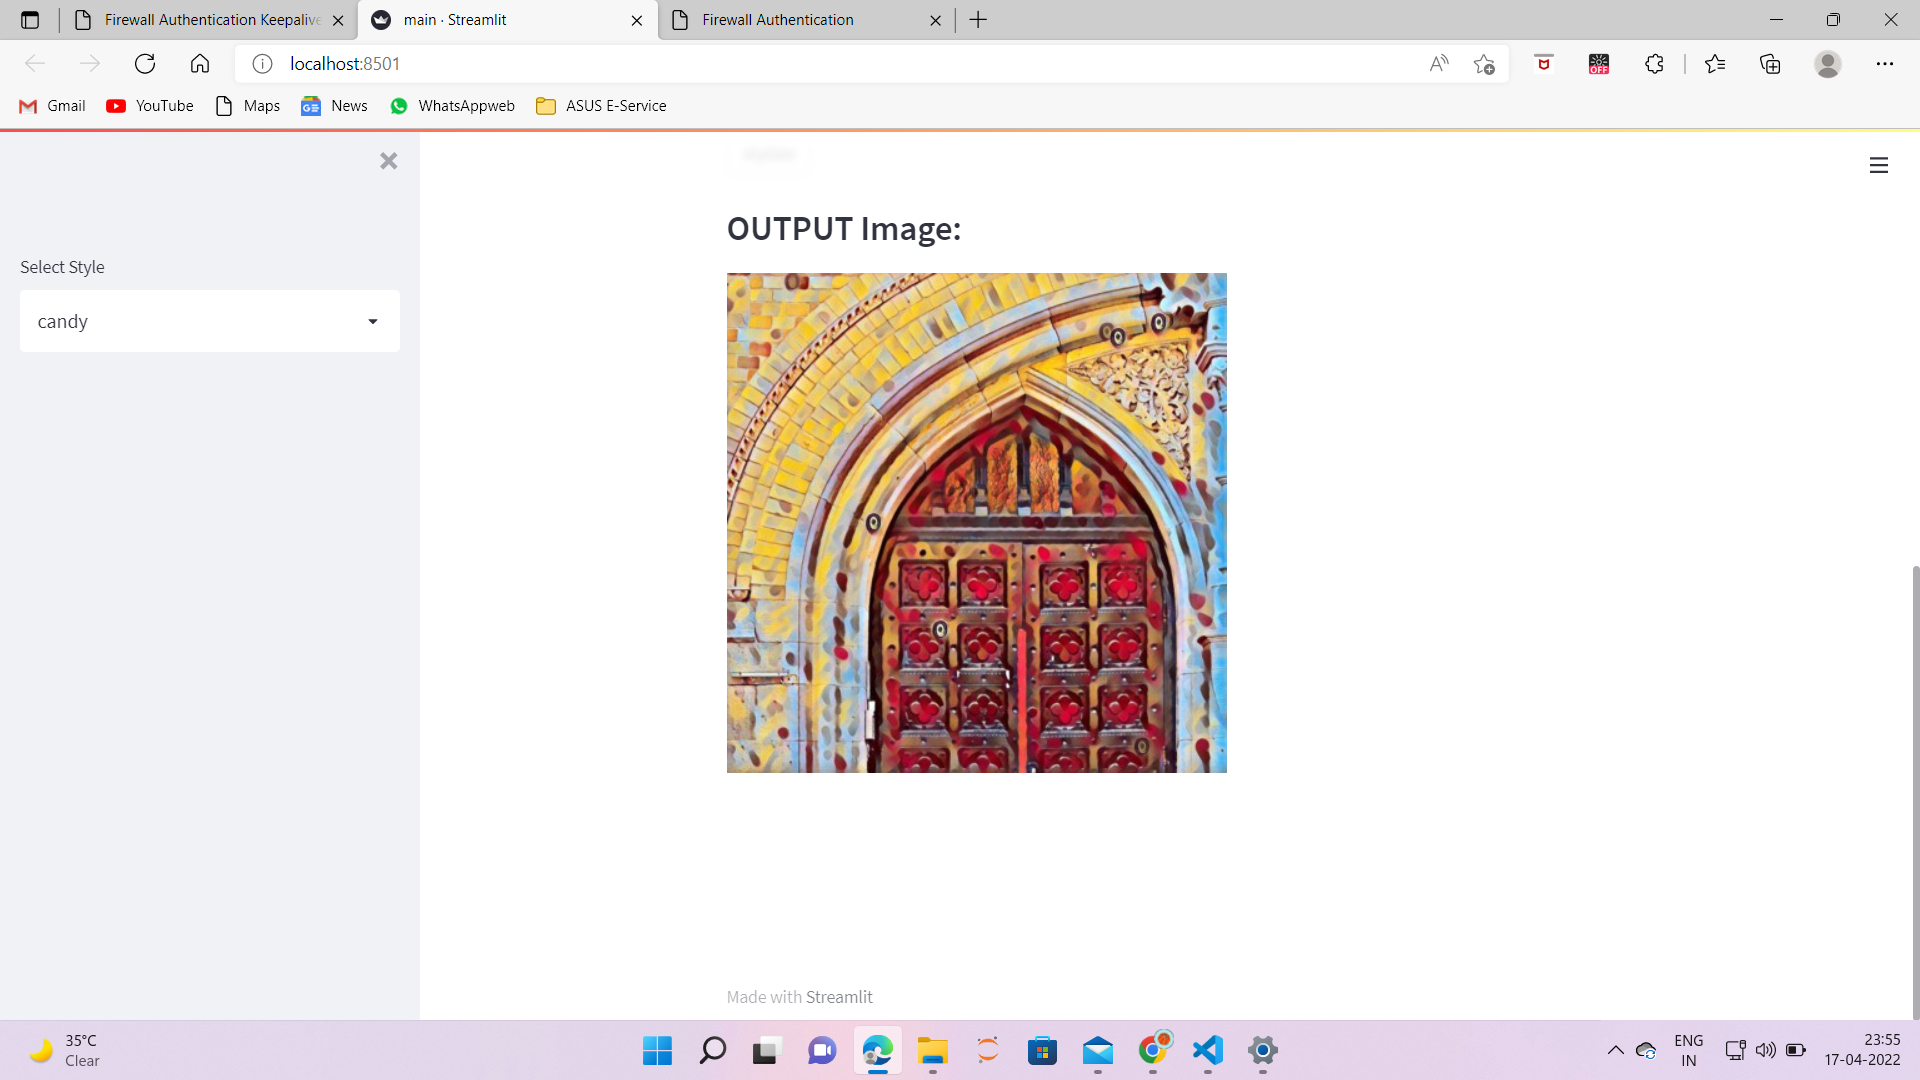 Firewall Authentication Keepalive
main · Streamlit
Firewall Authentication
localhost:8501
OFF
Gmail
YouTube
Maps
News
WhatsAppweb
ASUS E-Service
OUTPUT Image:
Select Style
candy
Made with Streamlit
35°C
Clear
ENG
IN
23:55
17-04-2022